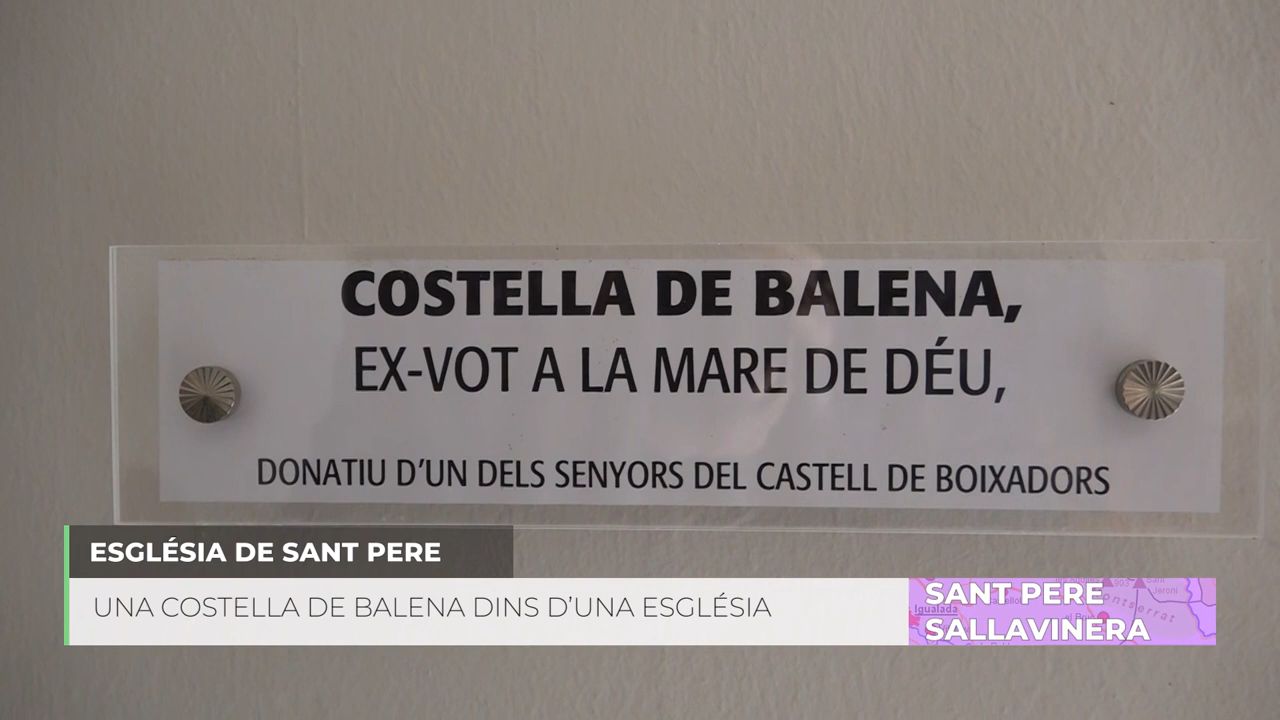 COSTELLA DE BALENA,
EX-VOT A LA MARE DE DÉU,
DONATIU D'UN DELS SENYORS DEL CASTELL DE BOIXADORS
ESGLÉSIA DE SANT PERE
UNA COSTELLA DE BALENA DINS D'UNA ESGLÉSIA
SANT PERE
SALLAVINERA
Igualada